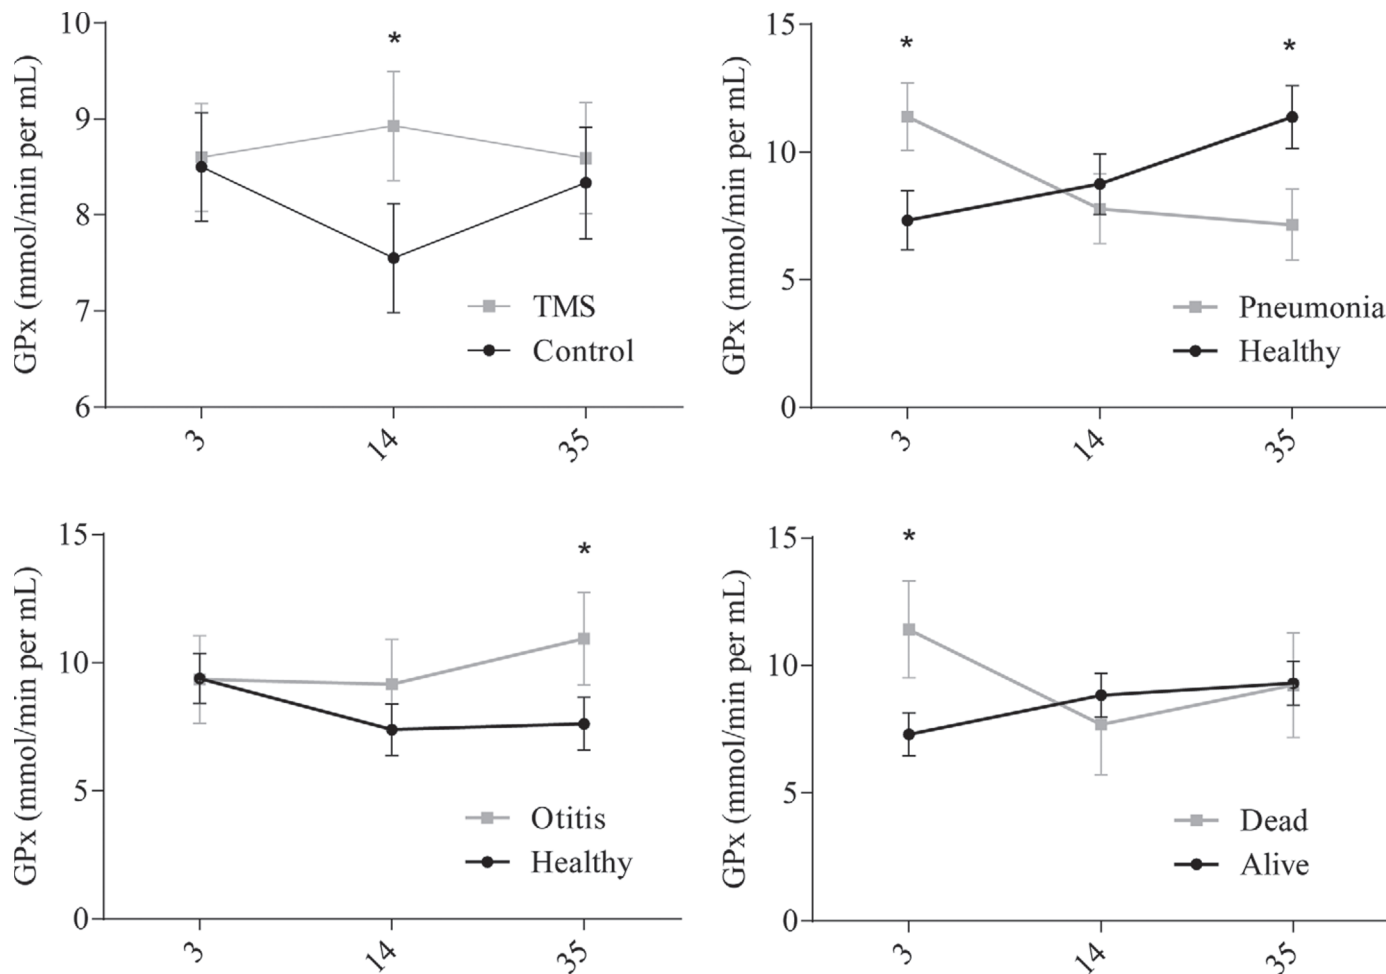 10
9
8
7
6
GPx (mmol/min per mL)
*
TMS
Control
3
14
35
15
10
5
0
GPx (mmol/min per mL)
*
*
Pneumonia
Healthy
3
14
35
15
10
5
0
GPx (mmol/min per mL)
*
Otitis
Healthy
3
14
35
15
10
5
0
GPx (mmol/min per mL)
*
Dead
Alive
3
14
35